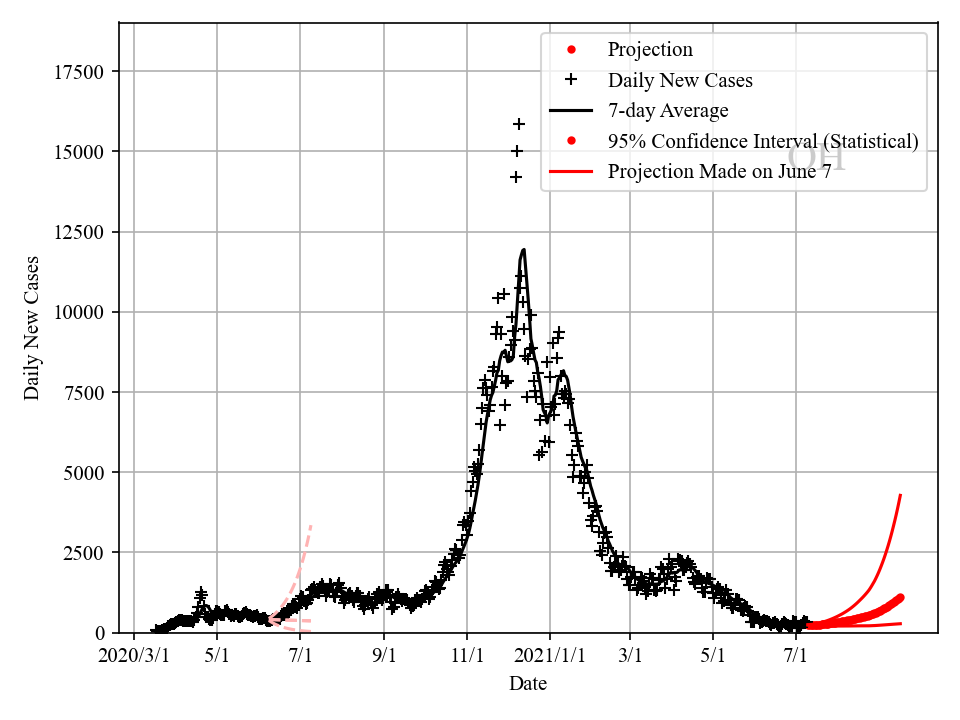 Projection
Daily New Cases
7-day Average
95% Confidence Interval (Statistical)
Projection Made on June 7
OH
17500
15000
12500
10000
7500
5000
2500
0
Daily New Cases
2020/3/1 5/1 7/1 9/1 11/1 2021/1/1 3/1 5/1 7/1
Date